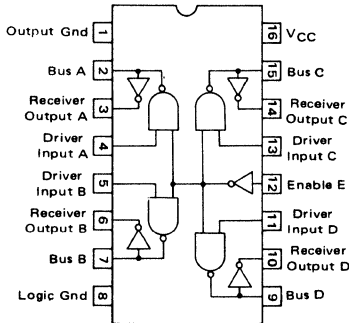 Output Gnd 1
Bus A 2
Receiver
Output A 3
Driver
Input A 4
Driver
Input B 5
Receiver
Output B 6
Bus B 7
Logic Gnd 8
16 VCC
15 Bus C
14 Receiver
Output C
13 Driver
Input C
12 Enable E
11 Driver
Input D
10 Receiver
Output D
9 Bus D